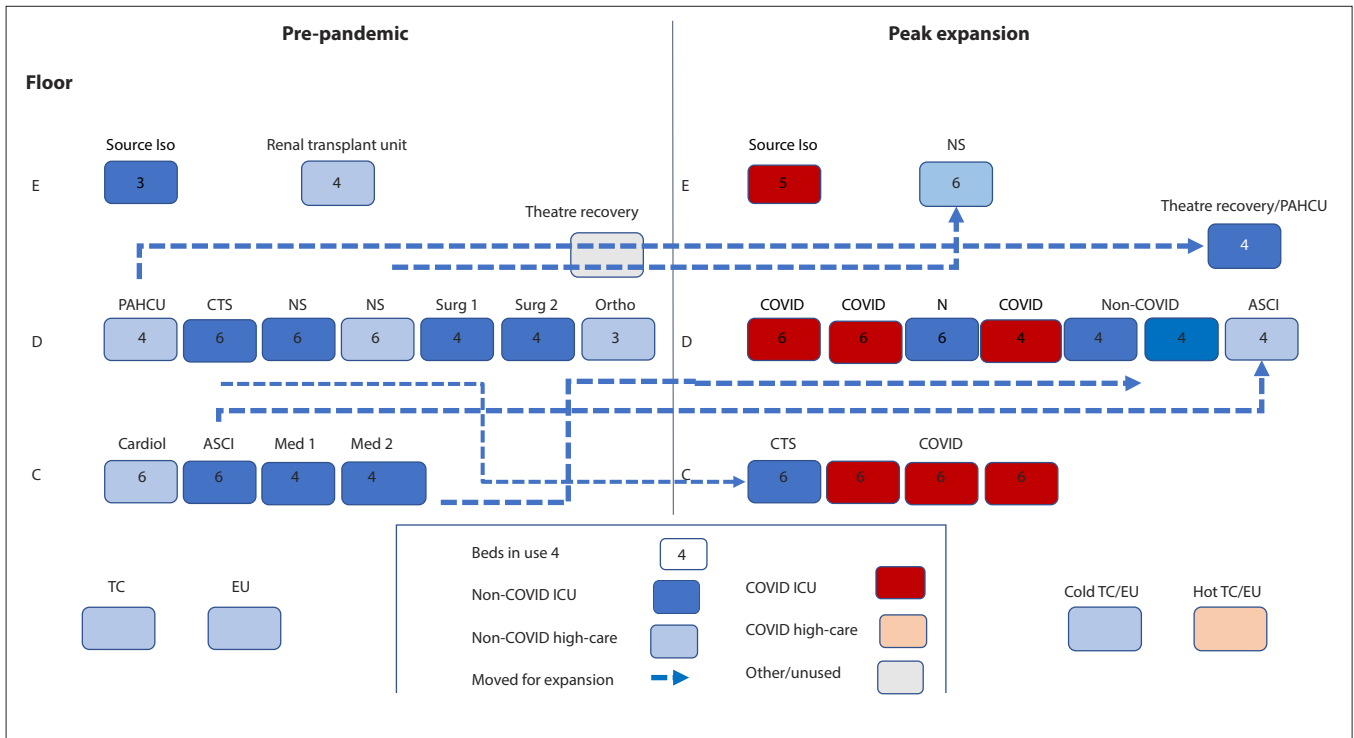 Pre-pandemic
Peak expansion
Floor
Source Iso
Renal transplant unit
Source Iso
NS
E
3
4
E
5
6
Theatre recovery
Theatre recovery/PAHCU
4
PAHCU CTS NS NS Surg 1 Surg 2 Ortho
COVID COVID N COVID Non-COVID ASCI
D
4 6 6 6 4 4 3
D
6 6 6 4 4 4 4
Cardiol ASCI Med 1 Med 2
CTS COVID
C
6 6 4 4
C
6 6 6 6
Beds in use 4
4
Non-COVID ICU
COVID ICU
Non-COVID high-care
COVID high-care
Moved for expansion
Other/unused
TC EU
Cold TC/EU Hot TC/EU